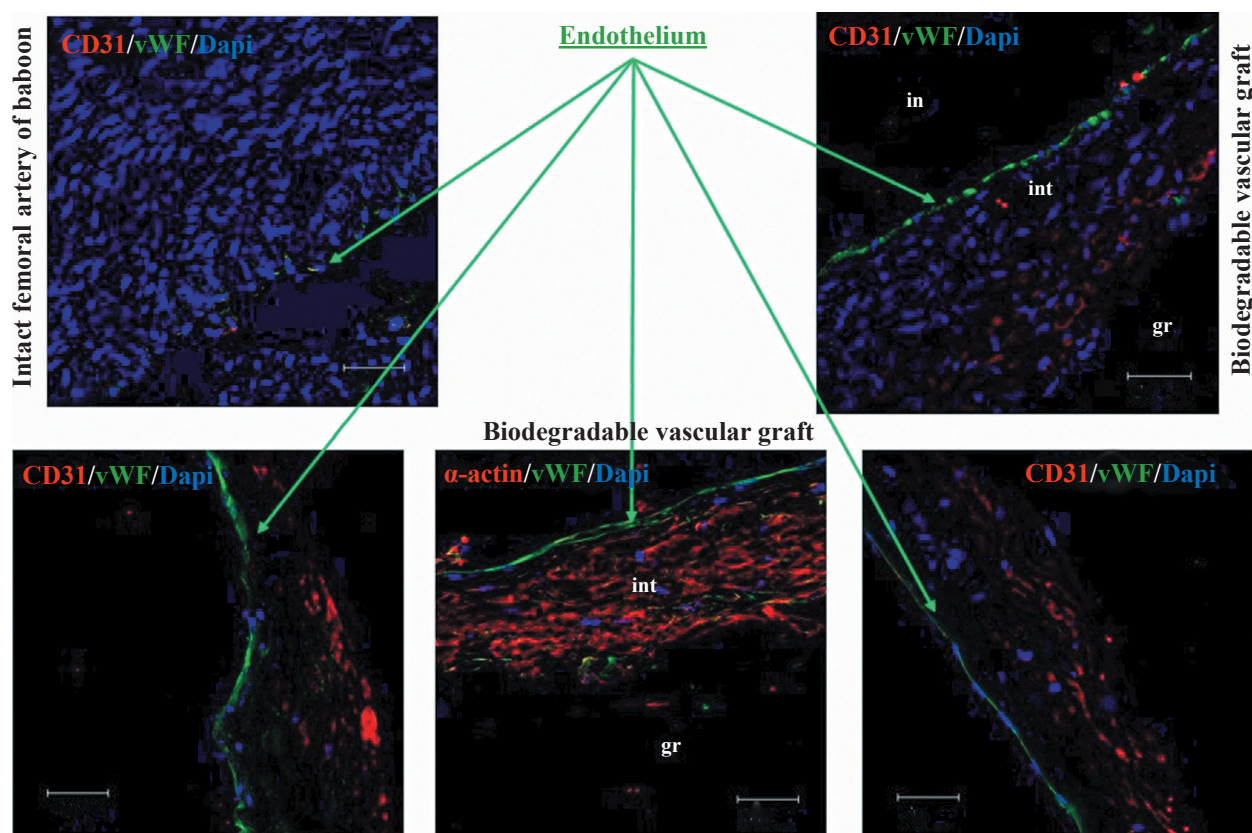 CD31/vWF/Dapi
Endothelium
CD31/vWF/Dapi
Intact femoral artery of baboon
in
int
gr
Biodegradable vascular graft
Biodegradable vascular graft
CD31/vWF/Dapi
α-actin/vWF/Dapi
int
gr
CD31/vWF/Dapi